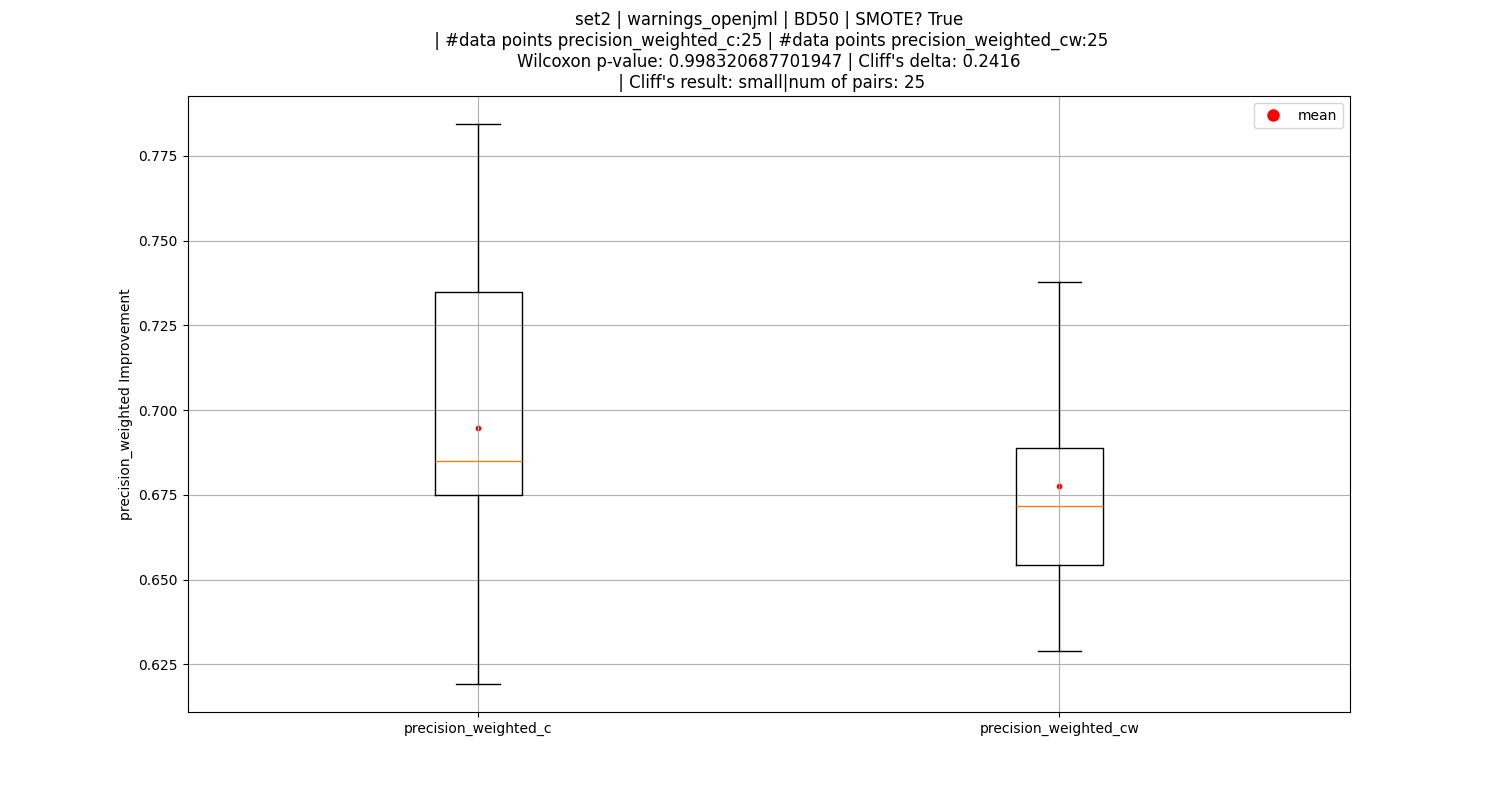 set2 | warnings_openjml | BD50 | SMOTE? True
| #data points precision_weighted_c:25 | #data points precision_weighted_cw:25
Wilcoxon p-value: 0.998320687701947 | Cliff's delta: 0.2416
| Cliff's result: small|num of pairs: 25
mean
0.775
0.750
0.725
0.700
0.675
0.650
0.625
precision_weighted Improvement
precision_weighted_c
precision_weighted_cw